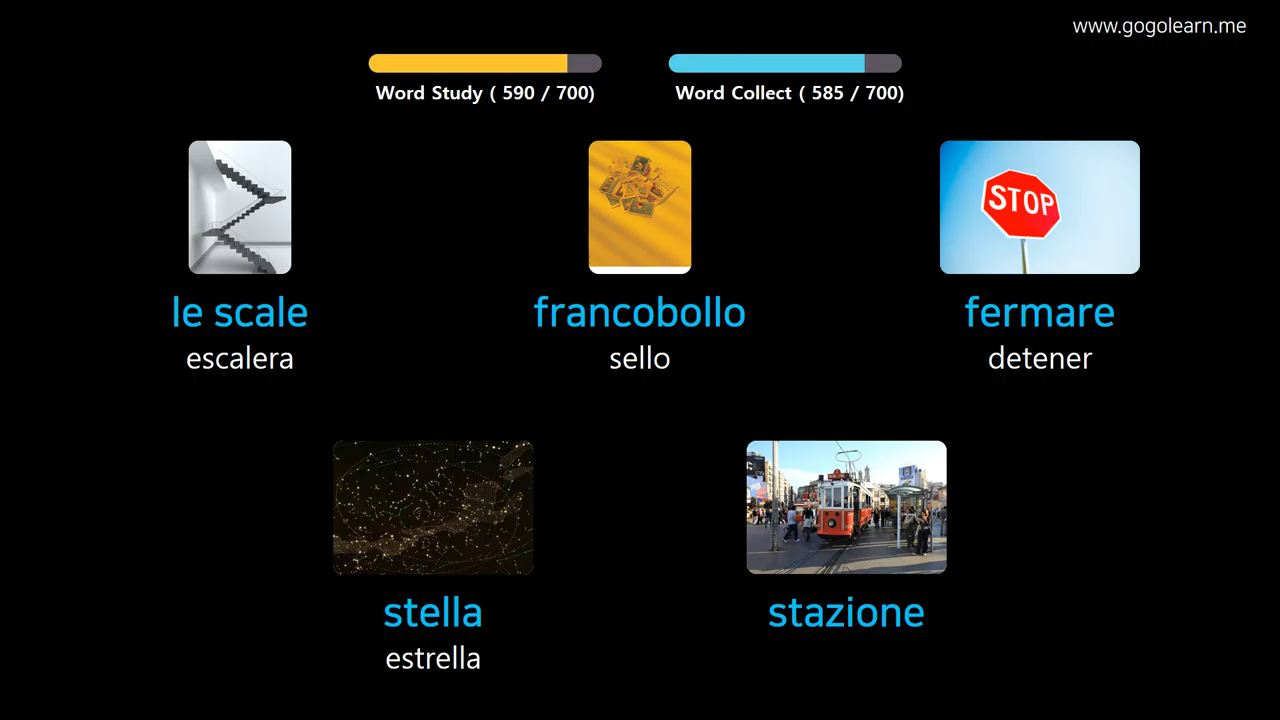 www.gogolearn.me
Word Study ( 590 / 700)
Word Collect ( 585 / 700)
STOP
le scale
escalera
francobollo
sello
fermare
detener
stella
estrella
stazione